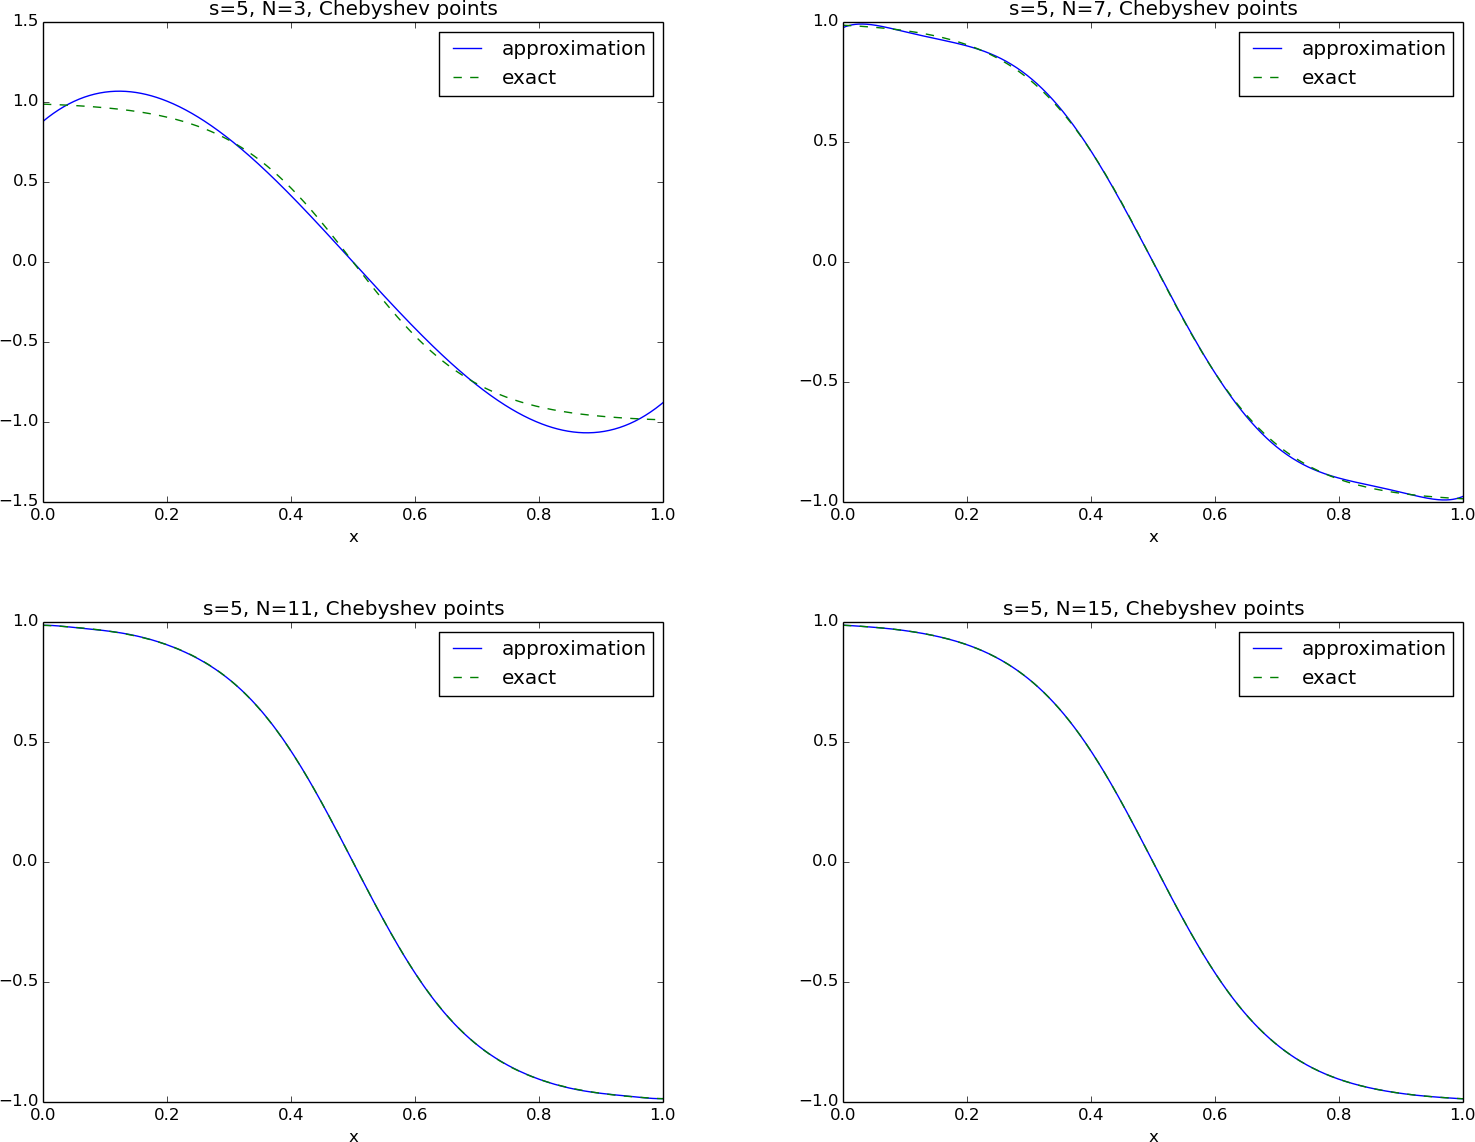 s=5, N=3, Chebyshev points
1.5
1.0
0.5
0.0
−0.5
−1.0
−1.5
0.0 0.2 0.4 0.6 0.8 1.0
x
approximation
exact
s=5, N=7, Chebyshev points
1.0
0.5
0.0
−0.5
−1.0
0.0 0.2 0.4 0.6 0.8 1.0
x
approximation
exact
s=5, N=11, Chebyshev points
1.0
0.5
0.0
−0.5
−1.0
0.0 0.2 0.4 0.6 0.8 1.0
x
approximation
exact
s=5, N=15, Chebyshev points
1.0
0.5
0.0
−0.5
−1.0
0.0 0.2 0.4 0.6 0.8 1.0
x
approximation
exact